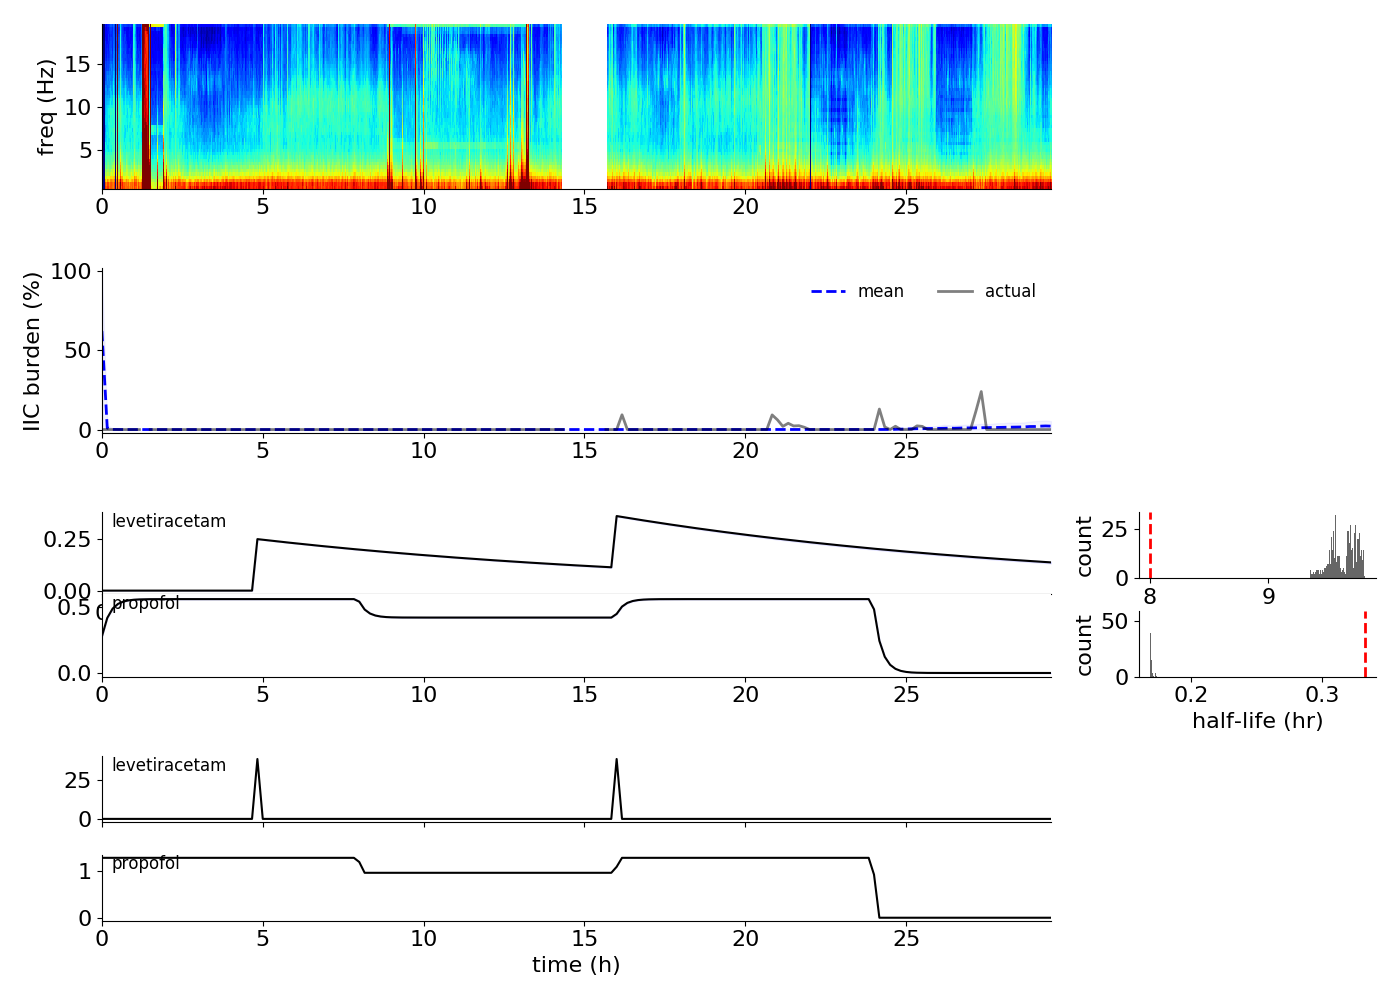 freq (Hz)
15
10
5
0 5 10 15 20 25
IIC burden (%)
100
50
0
mean actual
0 5 10 15 20 25
levetiracetam
0.25
0.00
count
25
0
8 9
propofol
0.5
0.0
0 5 10 15 20 25
count
50
0
0.2 0.3
half-life (hr)
levetiracetam
25
0
propofol
1
0
0 5 10 15 20 25
time (h)